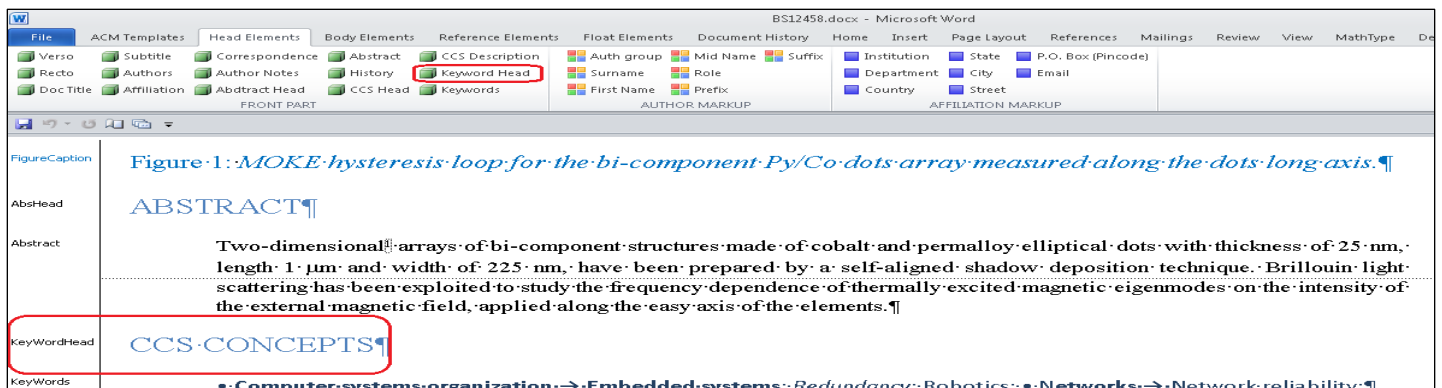 BS12458.docx - Microsoft Word
File ACM Templates Head Elements Body Elements Reference Elements Float Elements Document History Home Insert Page Layout References Mailings Review View MathType De
Verso Subtitle Correspondence Abstract CCS Description Auth group Mid Name Suffix Institution State P.O. Box (Pincode)
Recto Authors Author Notes History Keyword Head Surname Role Department City Email
Doc Title Affiliation Abdtract Head CCS Head Keywords First Name Prefix Country Street
FRONT PART AUTHOR MARKUP AFFILIATION MARKUP
FigureCaption Figure·1:·MOKE·hysteresis·loop·for·the·bi-component·Py/Co·dots·array·measured·along·the·dots·long·axis.¶
AbsHead ABSTRACT¶
Abstract Two-dimensional·arrays·of·bi-component·structures·made·of·cobalt·and·permalloy·elliptical·dots·with·thickness·of·25·nm,·
length·1·µm·and·width·of·225·nm,·have·been·prepared·by·a·self-aligned·shadow·deposition·technique.·Brillouin·light·
scattering·has·been·exploited·to·study·the·frequency·dependence·of·thermally·excited·magnetic·eigenmodes·on·the·intensity·of·
the·external·magnetic·field,·applied·along·the·easy·axis·of·the·elements.¶
KeyWordHead CCS·CONCEPTS¶
KeyWords •·Computer·systems·organization·→·Embedded·systems;·Redundancy;·Robotics;·•·Networks·→·Network·reliability;¶